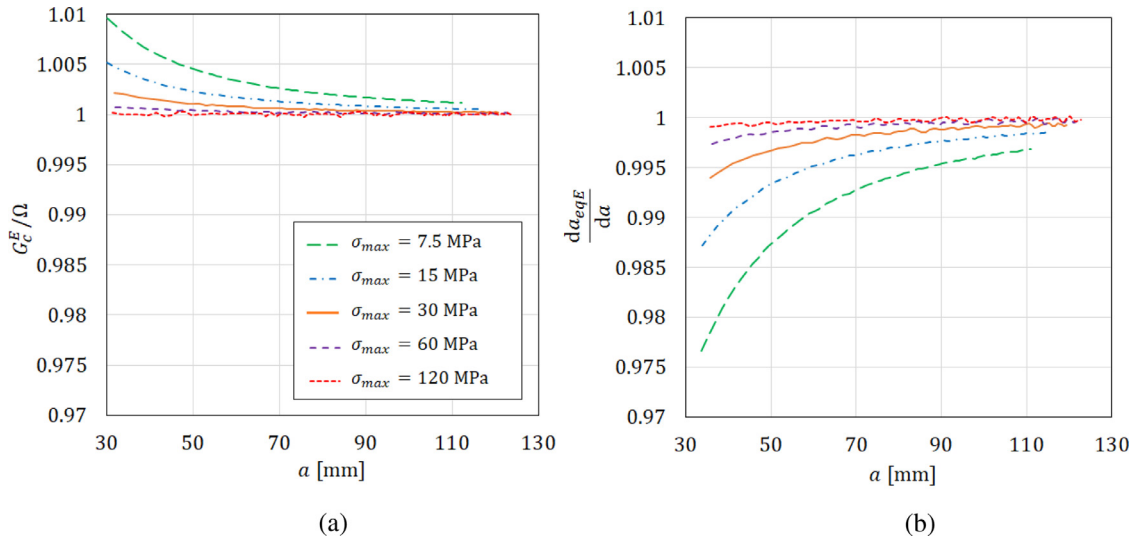 1.01
1.005
1
0.995
0.99
0.985
0.98
0.975
0.97
G_c^E/Ω
30 50 70 90 110 130
a [mm]
σ_max = 7.5 MPa
σ_max = 15 MPa
σ_max = 30 MPa
σ_max = 60 MPa
σ_max = 120 MPa
(a)
1.01
1.005
1
0.995
0.99
0.985
0.98
0.975
0.97
da_eqE
da
30 50 70 90 110 130
a [mm]
(b)